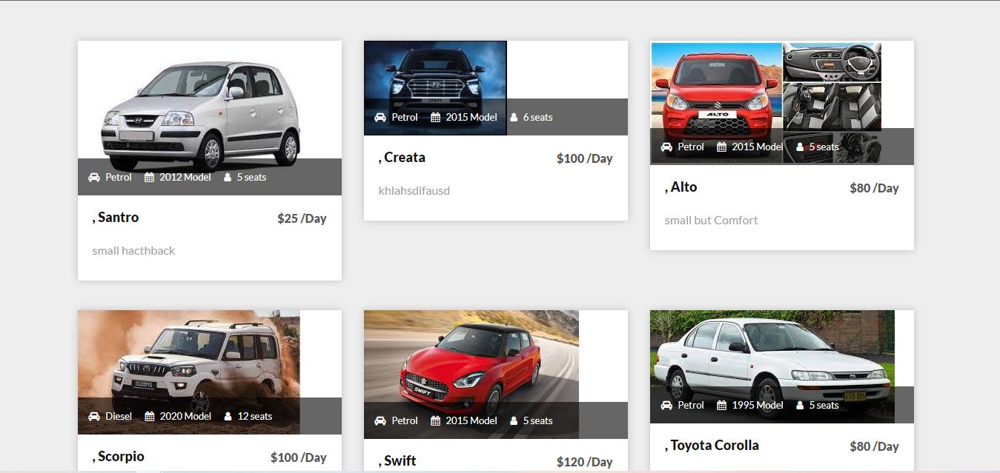 Petrol 2012 Model 5 seats
, Santro $25 /Day
small hacthback
Petrol 2015 Model 6 seats
, Creata $100 /Day
khlahsdifausd
ALTO
Petrol 2015 Model 5 seats
, Alto $80 /Day
small but Comfort
SCORPIO
Diesel 2020 Model 12 seats
, Scorpio $100 /Day
SWIFT
Petrol 2015 Model 5 seats
, Swift $120 /Day
Petrol 1995 Model 5 seats
, Toyota Corolla $80 /Day